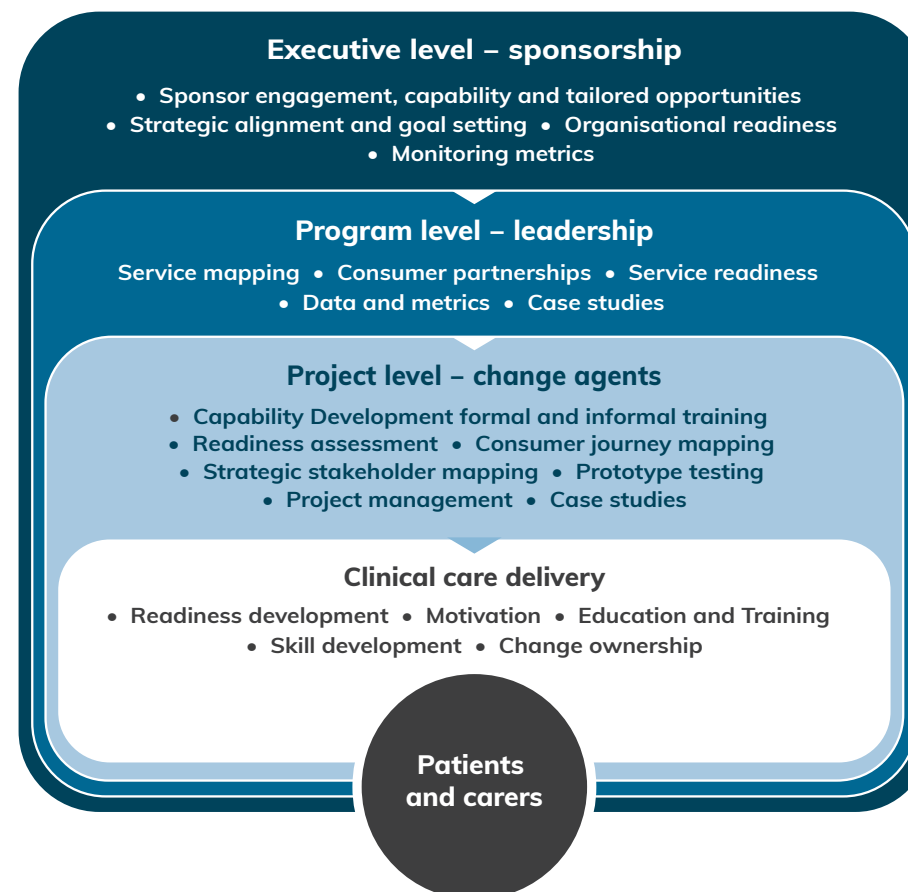 Executive level – sponsorship
• Sponsor engagement, capability and tailored opportunities
• Strategic alignment and goal setting • Organisational readiness
• Monitoring metrics
Program level – leadership
Service mapping • Consumer partnerships • Service readiness
• Data and metrics • Case studies
Project level – change agents
• Capability Development formal and informal training
• Readiness assessment • Consumer journey mapping
• Strategic stakeholder mapping • Prototype testing
• Project management • Case studies
Clinical care delivery
• Readiness development • Motivation • Education and Training
• Skill development • Change ownership
Patients
and carers